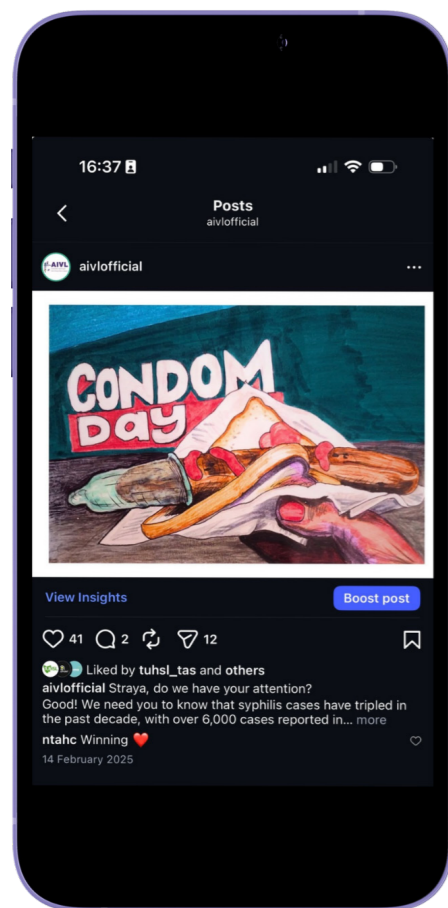 16:37
Posts
aivlofficial
AIVL
aivlofficial
CONDOM
Day
View Insights
Boost post
41
2
12
Liked by tuhsl_tas and others
aivlofficial Straya, do we have your attention?
Good! We need you to know that syphilis cases have tripled in
the past decade, with over 6,000 cases reported in... more
ntahc Winning ❤️
14 February 2025